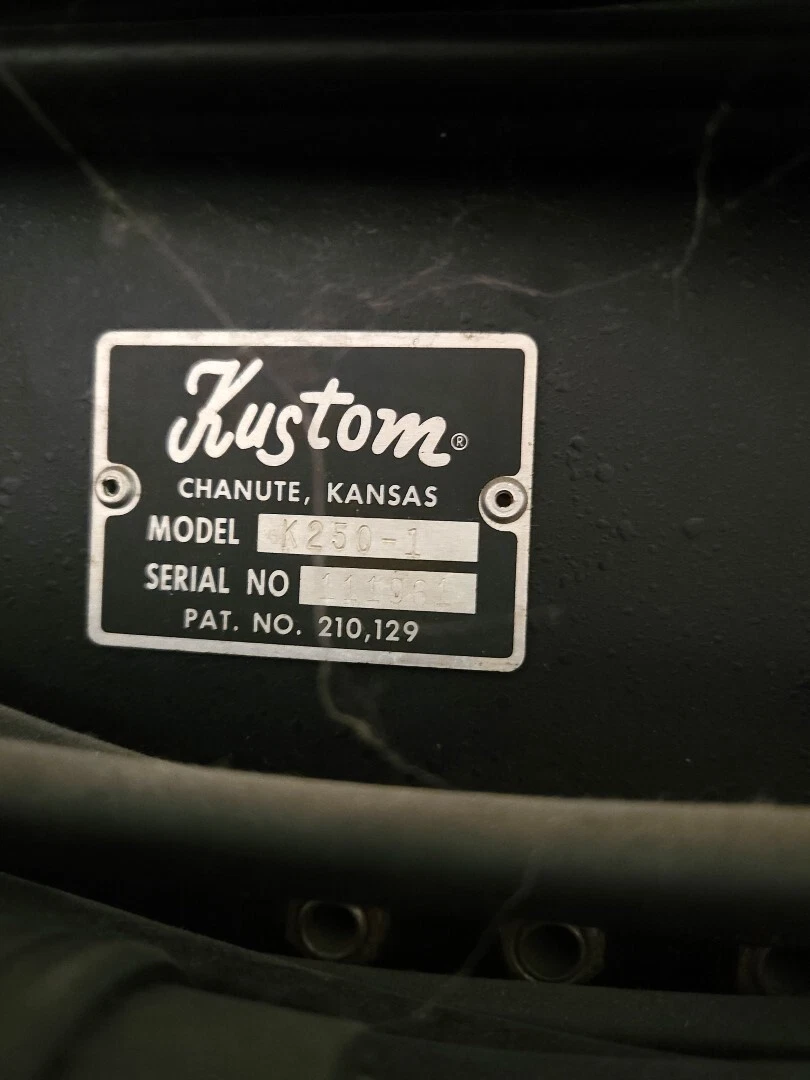 Kustom®
CHANUTE, KANSAS
MODEL K250-1
SERIAL NO
PAT. NO. 210,129